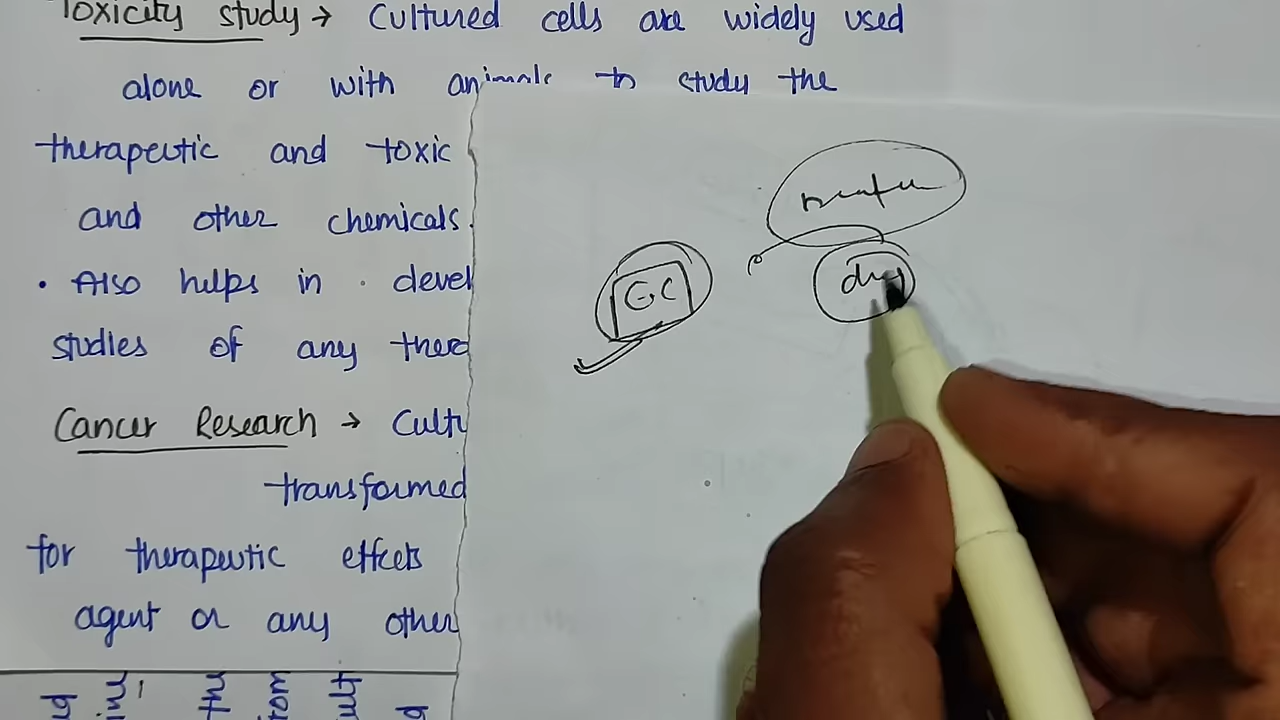 Toxicity study → Cultured cells are widely used
alone or with animals to study the
therapeutic and toxic
and other chemicals.
• Also helps in devel
studies of any
Cancer Research → Cultu
transformed
for therapeutic effects
agent or any other
GC
drug